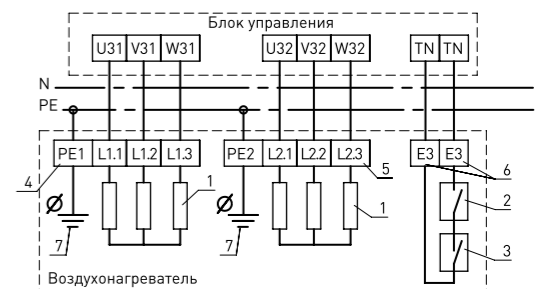 Блок управления
U31 V31 W31 U32 V32 W32 TN TN
N
PE
PE1 L1.1 L1.2 L1.3 PE2 L2.1 L2.2 L2.3 E3 E3
4 5 6
1 1 2
7 7 3
Воздухонагреватель